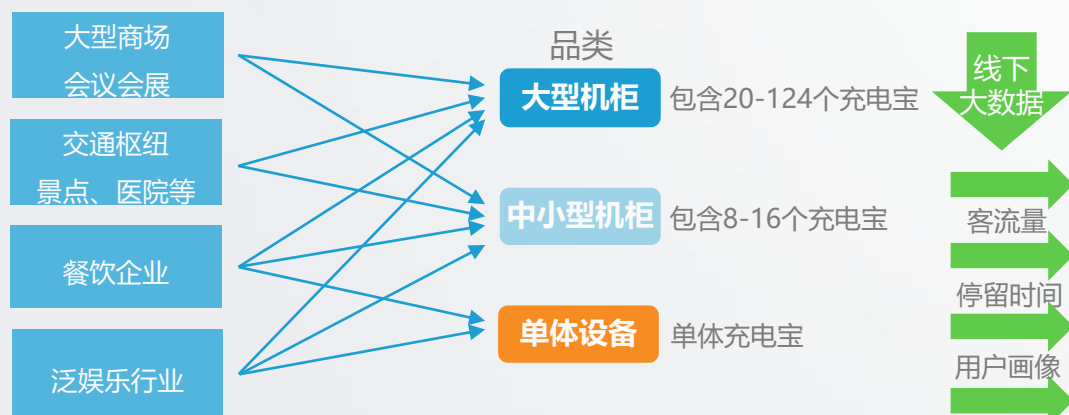 大型商场
会议会展
交通枢纽
景点、医院等
餐饮企业
泛娱乐行业
品类
大型机柜
包含20-124个充电宝
中小型机柜
包含8-16个充电宝
单体设备
单体充电宝
线下
大数据
客流量
停留时间
用户画像